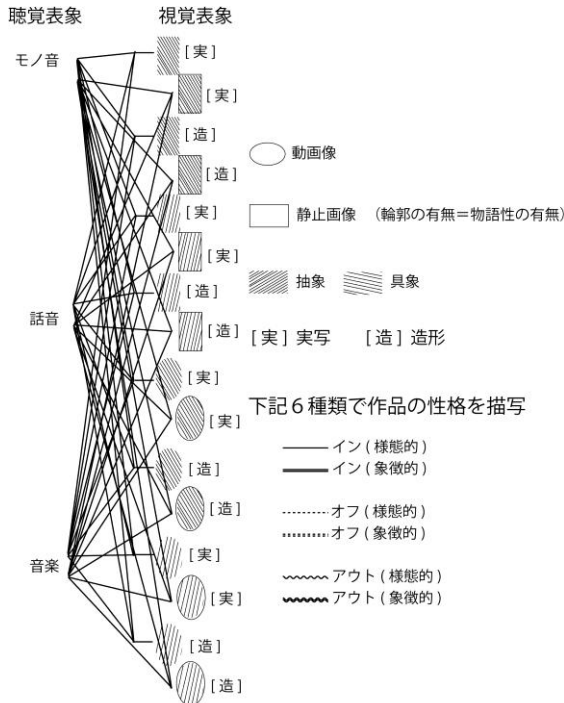 聴覚表象 視覚表象
モノ音
[ 実 ]
[ 実 ]
[ 造 ]
[ 造 ]
[ 実 ]
[ 実 ]
[ 造 ]
[ 造 ]
[ 実 ]
[ 実 ]
[ 造 ]
[ 造 ]
[ 実 ]
[ 実 ]
[ 造 ]
[ 造 ]
話音
音楽
動画像
静止画像 （輪郭の有無＝物語性の有無）
抽象 具象
[ 実 ] 実写 [ 造 ] 造形
下記６種類で作品の性格を描写
イン ( 様態的 )
イン ( 象徴的 )
オフ ( 様態的 )
オフ ( 象徴的 )
アウト ( 様態的 )
アウト ( 象徴的 )